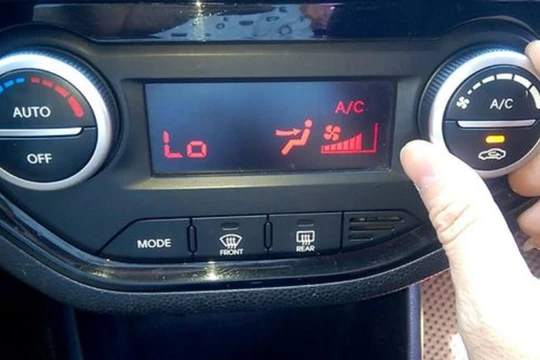 AUTO
OFF
A/C
Lo
A/C
MODE
FRONT
REAR